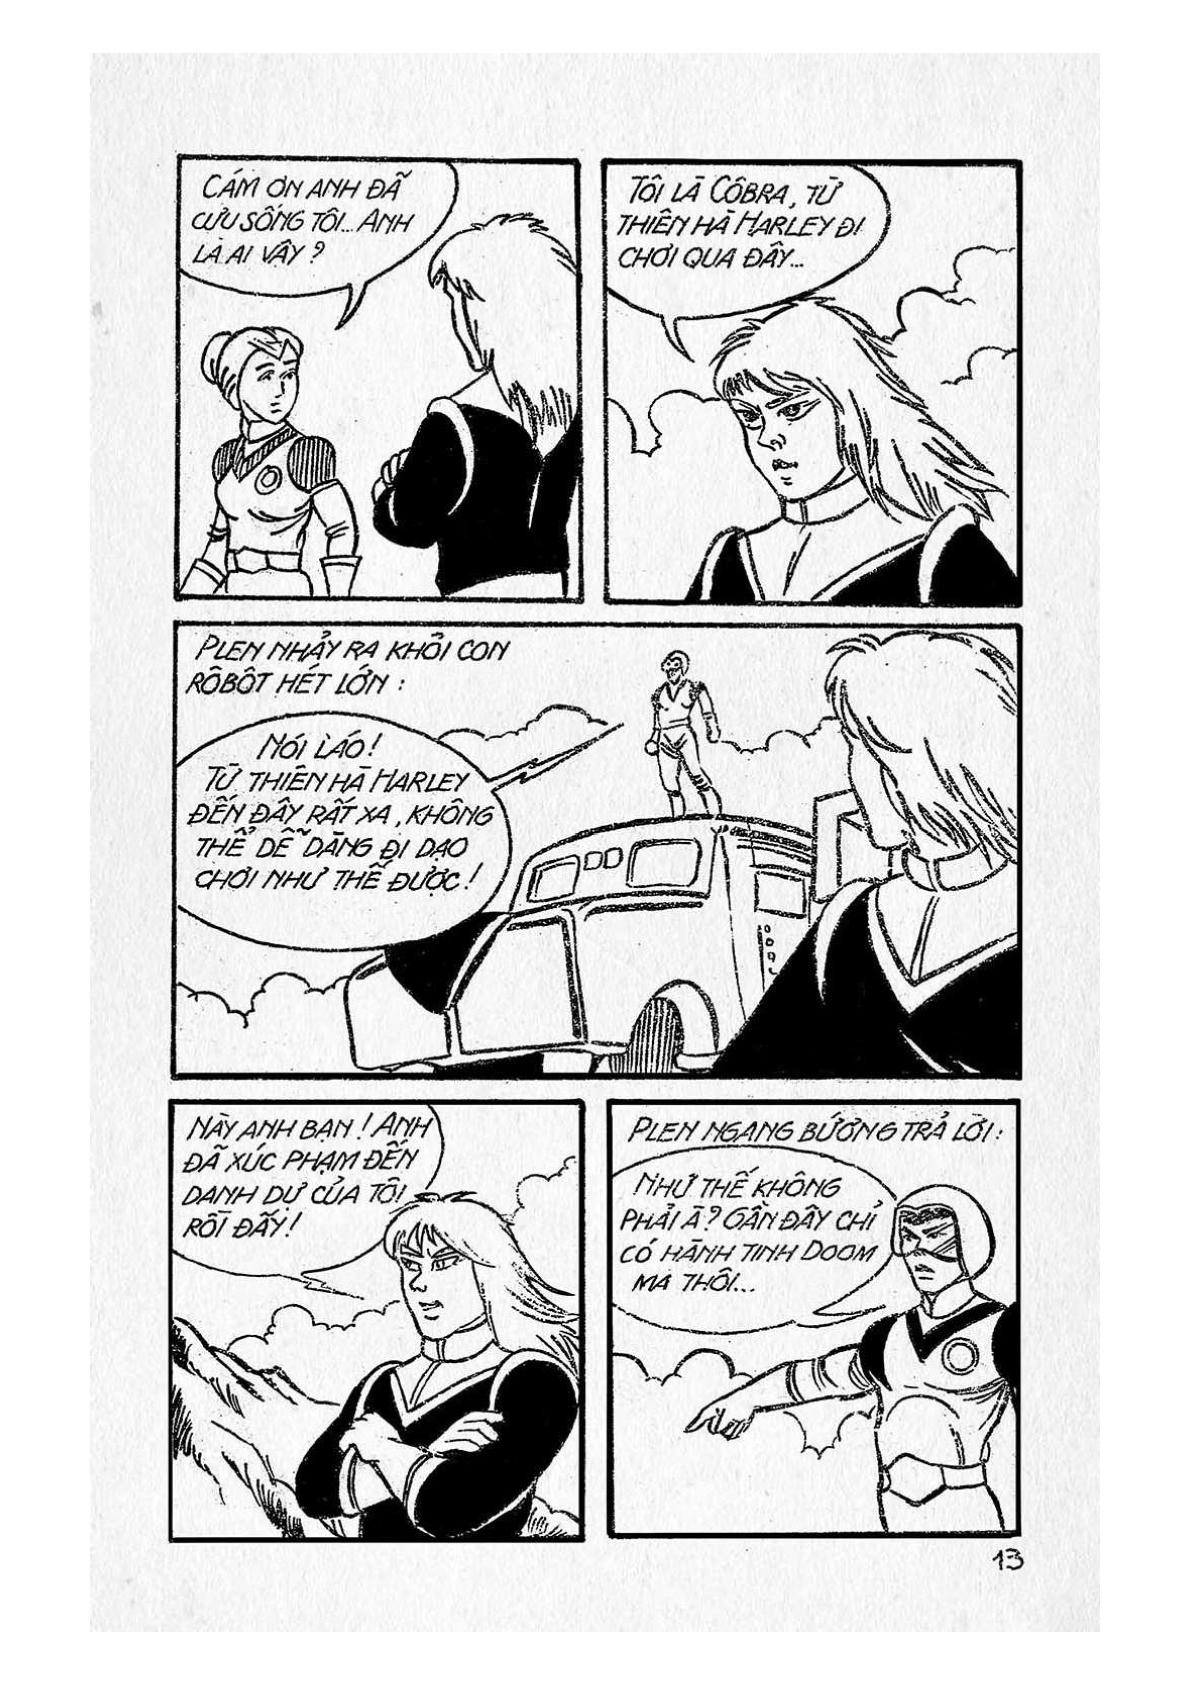 CÁM ƠN ANH ĐÃ
CỨU SỐNG TÔI... ANH
LÀ AI VẬY ?
TÔI LÀ CÔBRA, TỪ
THIÊN HÀ HARLEY ĐI
CHƠI QUA ĐÂY...
PLEN NHẢY RA KHỎI CON
RÔBÔT HÉT LỚN :
NÓI LÁO!
TỪ THIÊN HÀ HARLEY
ĐẾN ĐÂY RẤT XA, KHÔNG
THỂ DỄ DÀNG ĐI DẠO
CHƠI NHƯ THẾ ĐƯỢC!
NÀY ANH BẠN! ANH
ĐÃ XÚC PHẠM ĐẾN
DANH DỰ CỦA TÔI
RỒI ĐẤY!
PLEN NGANG BƯỚNG TRẢ LỜI:
NHƯ THẾ KHÔNG
PHẢI À? GẦN ĐÂY CHỈ
CÓ HÀNH TINH DOOM
MÀ THÔI...
13